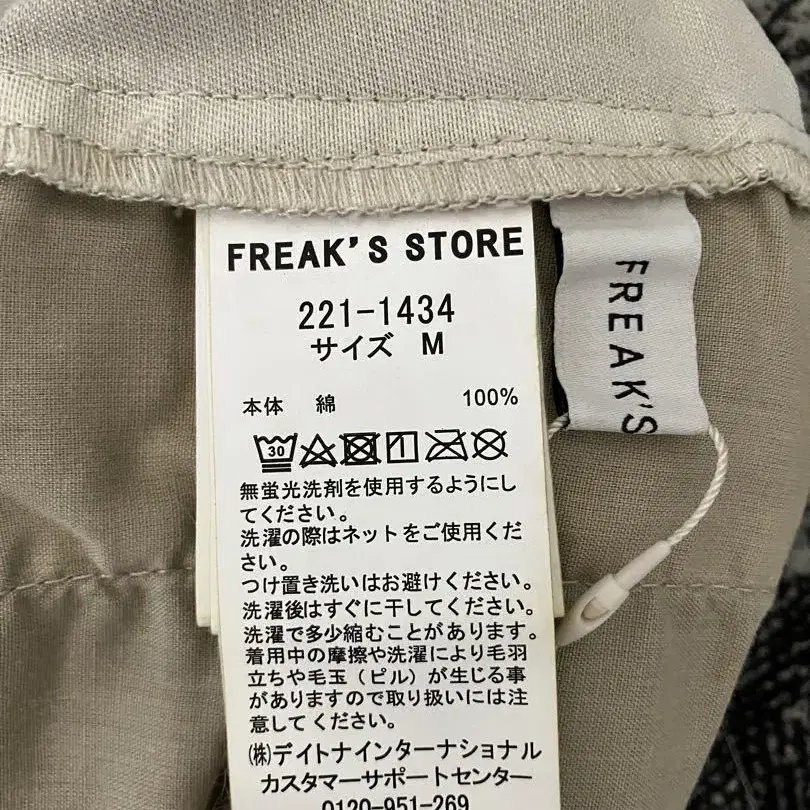 FREAK'S STORE
221-1434
サイズ M
本体 綿 100%
30
無蛍光洗剤を使用するようにし
てください。
洗濯の際はネットをご使用くだ
さい。
つけ置き洗いはお避けください。
洗濯後はすぐに干してください。
洗濯で多少縮むことがあります。
着用中の摩擦や洗濯により毛羽
立ちや毛玉（ピル）が生じる事
がありますので取り扱いには注
意してください。
(株)デイトナインターナショナル
カスタマーサポートセンター
0120-951-269
FREAK'S